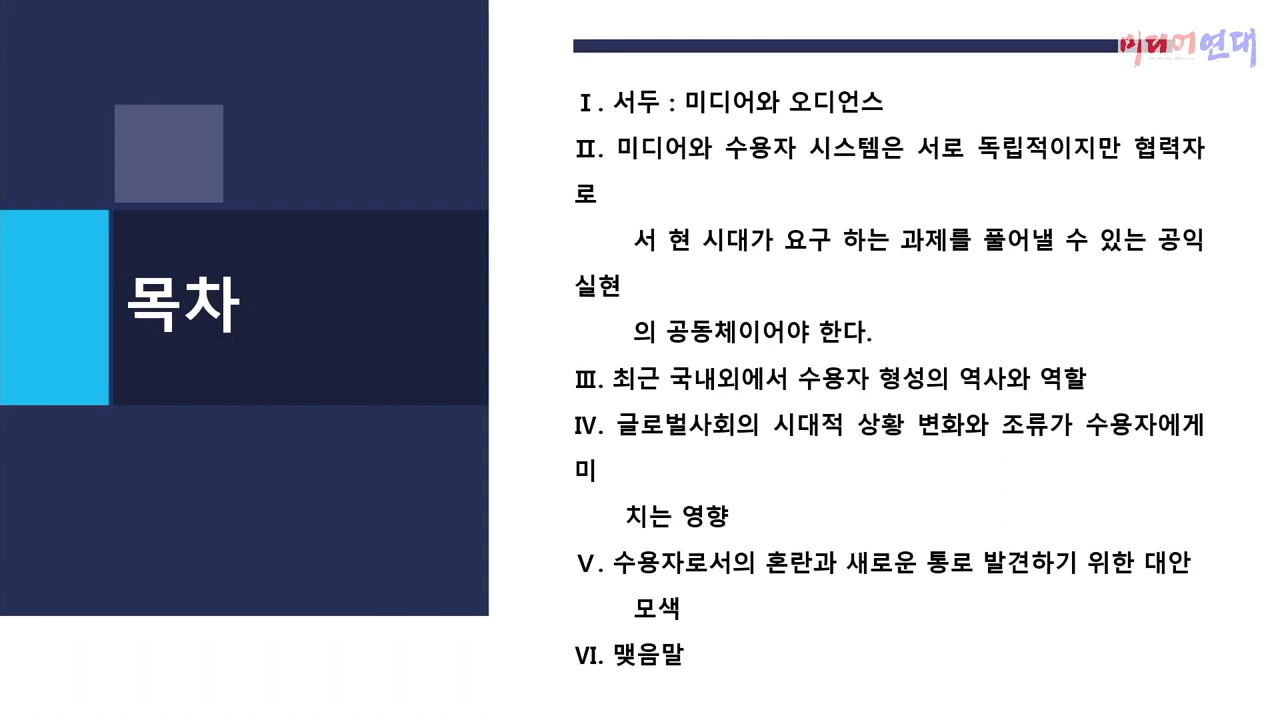 미디어연대
목차
Ⅰ. 서두 : 미디어와 오디언스
Ⅱ. 미디어와 수용자 시스템은 서로 독립적이지만 협력자
로
서 현 시대가 요구 하는 과제를 풀어낼 수 있는 공익
실현
의 공동체이어야 한다.
Ⅲ. 최근 국내외에서 수용자 형성의 역사와 역할
Ⅳ. 글로벌사회의 시대적 상황 변화와 조류가 수용자에게
미
치는 영향
Ⅴ. 수용자로서의 혼란과 새로운 통로 발견하기 위한 대안
모색
Ⅵ. 맺음말